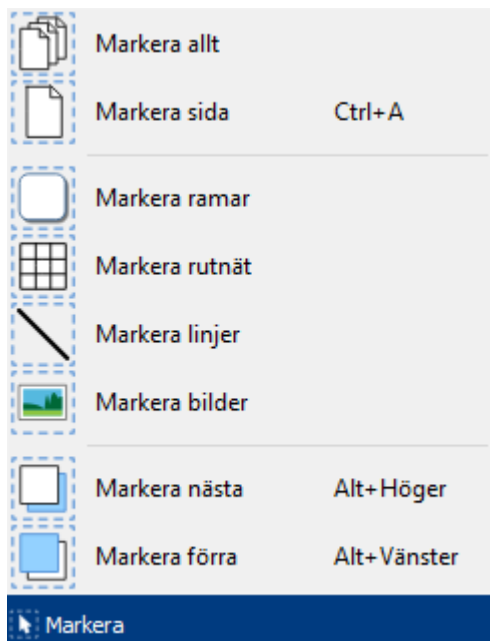 Markera allt
Markera sida Ctrl+A
Markera ramar
Markera rutnät
Markera linjer
Markera bilder
Markera nästa Alt+Höger
Markera förra Alt+Vänster
Markera